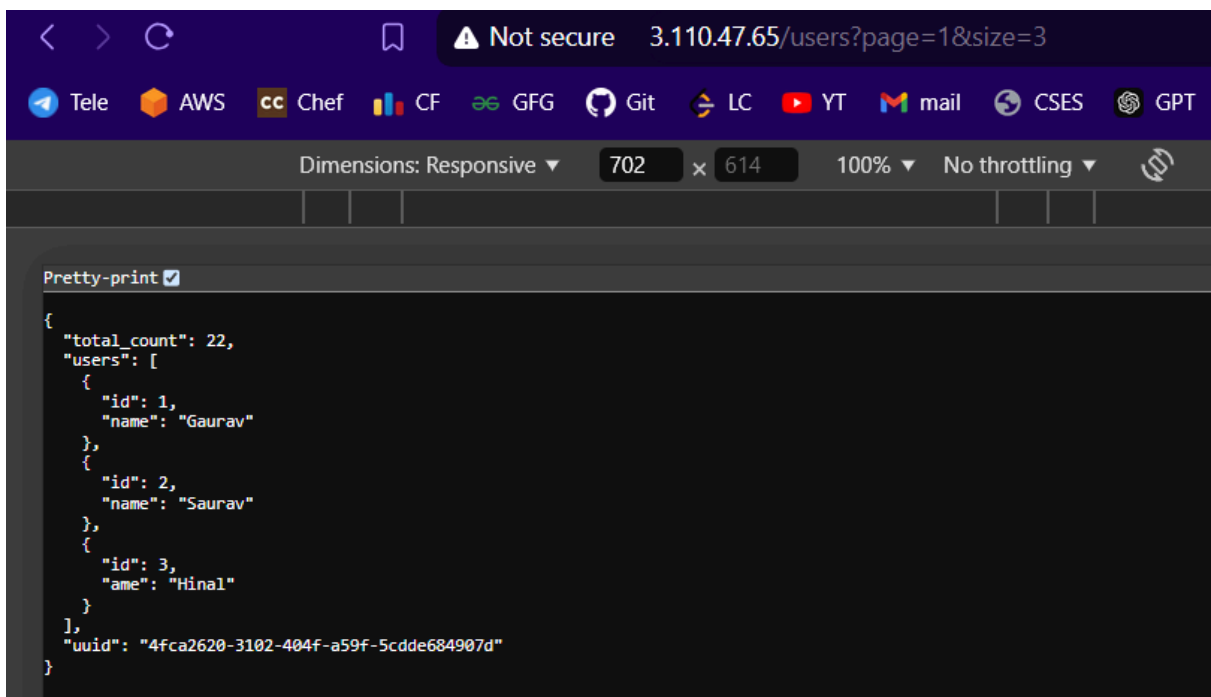 Not secure 3.110.47.65/users?page=1&size=3
Tele AWS cc Chef CF GFG Git LC YT mail CSES GPT
Dimensions: Responsive 702 × 614 100% No throttling
Pretty-print
{
"total_count": 22,
"users": [
{
"id": 1,
"name": "Gaurav"
},
{
"id": 2,
"name": "Saurav"
},
{
"id": 3,
"ame": "Hinal"
}
],
"uuid": "4fca2620-3102-404f-a59f-5cdde684907d"
}